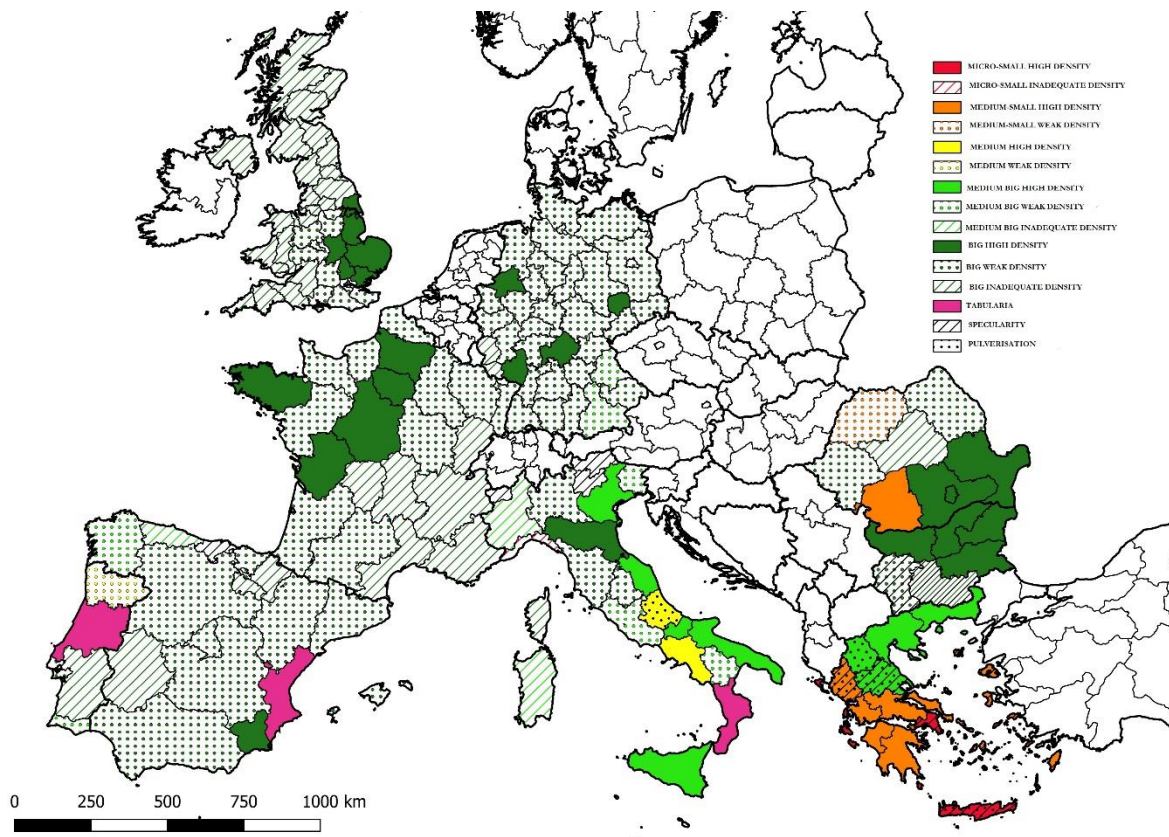 MICRO-SMALL HIGH DENSITY
MICRO-SMALL INADEQUATE DENSITY
MEDIUM-SMALL HIGH DENSITY
MEDIUM-SMALL WEAK DENSITY
MEDIUM HIGH DENSITY
MEDIUM WEAK DENSITY
MEDIUM BIG HIGH DENSITY
MEDIUM BIG WEAK DENSITY
MEDIUM BIG INADEQUATE DENSITY
BIG HIGH DENSITY
BIG WEAK DENSITY
BIG INADEQUATE DENSITY
TABULARIA
SPECULARITY
PULVERISATION
0 250 500 750 1000 km